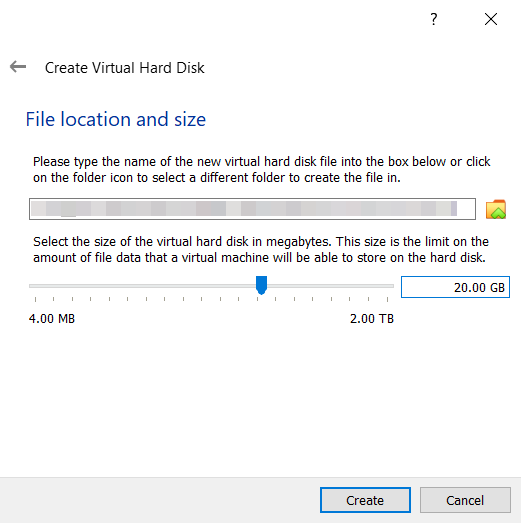 ?
Create Virtual Hard Disk
File location and size
Please type the name of the new virtual hard disk file into the box below or click
on the folder icon to select a different folder to create the file in.
Select the size of the virtual hard disk in megabytes. This size is the limit on the
amount of file data that a virtual machine will be able to store on the hard disk.
20.00 GB
4.00 MB 2.00 TB
Create Cancel